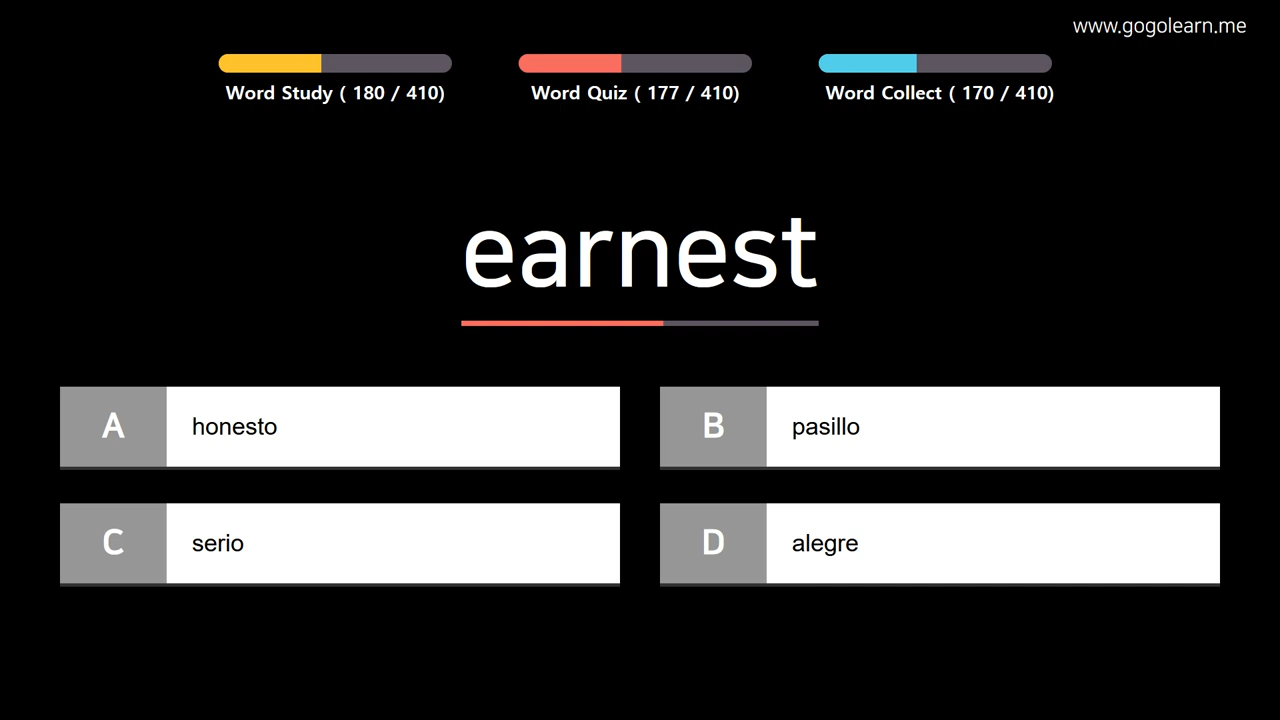 www.gogolearn.me
Word Study ( 180 / 410)
Word Quiz ( 177 / 410)
Word Collect ( 170 / 410)
earnest
A honesto
B pasillo
C serio
D alegre